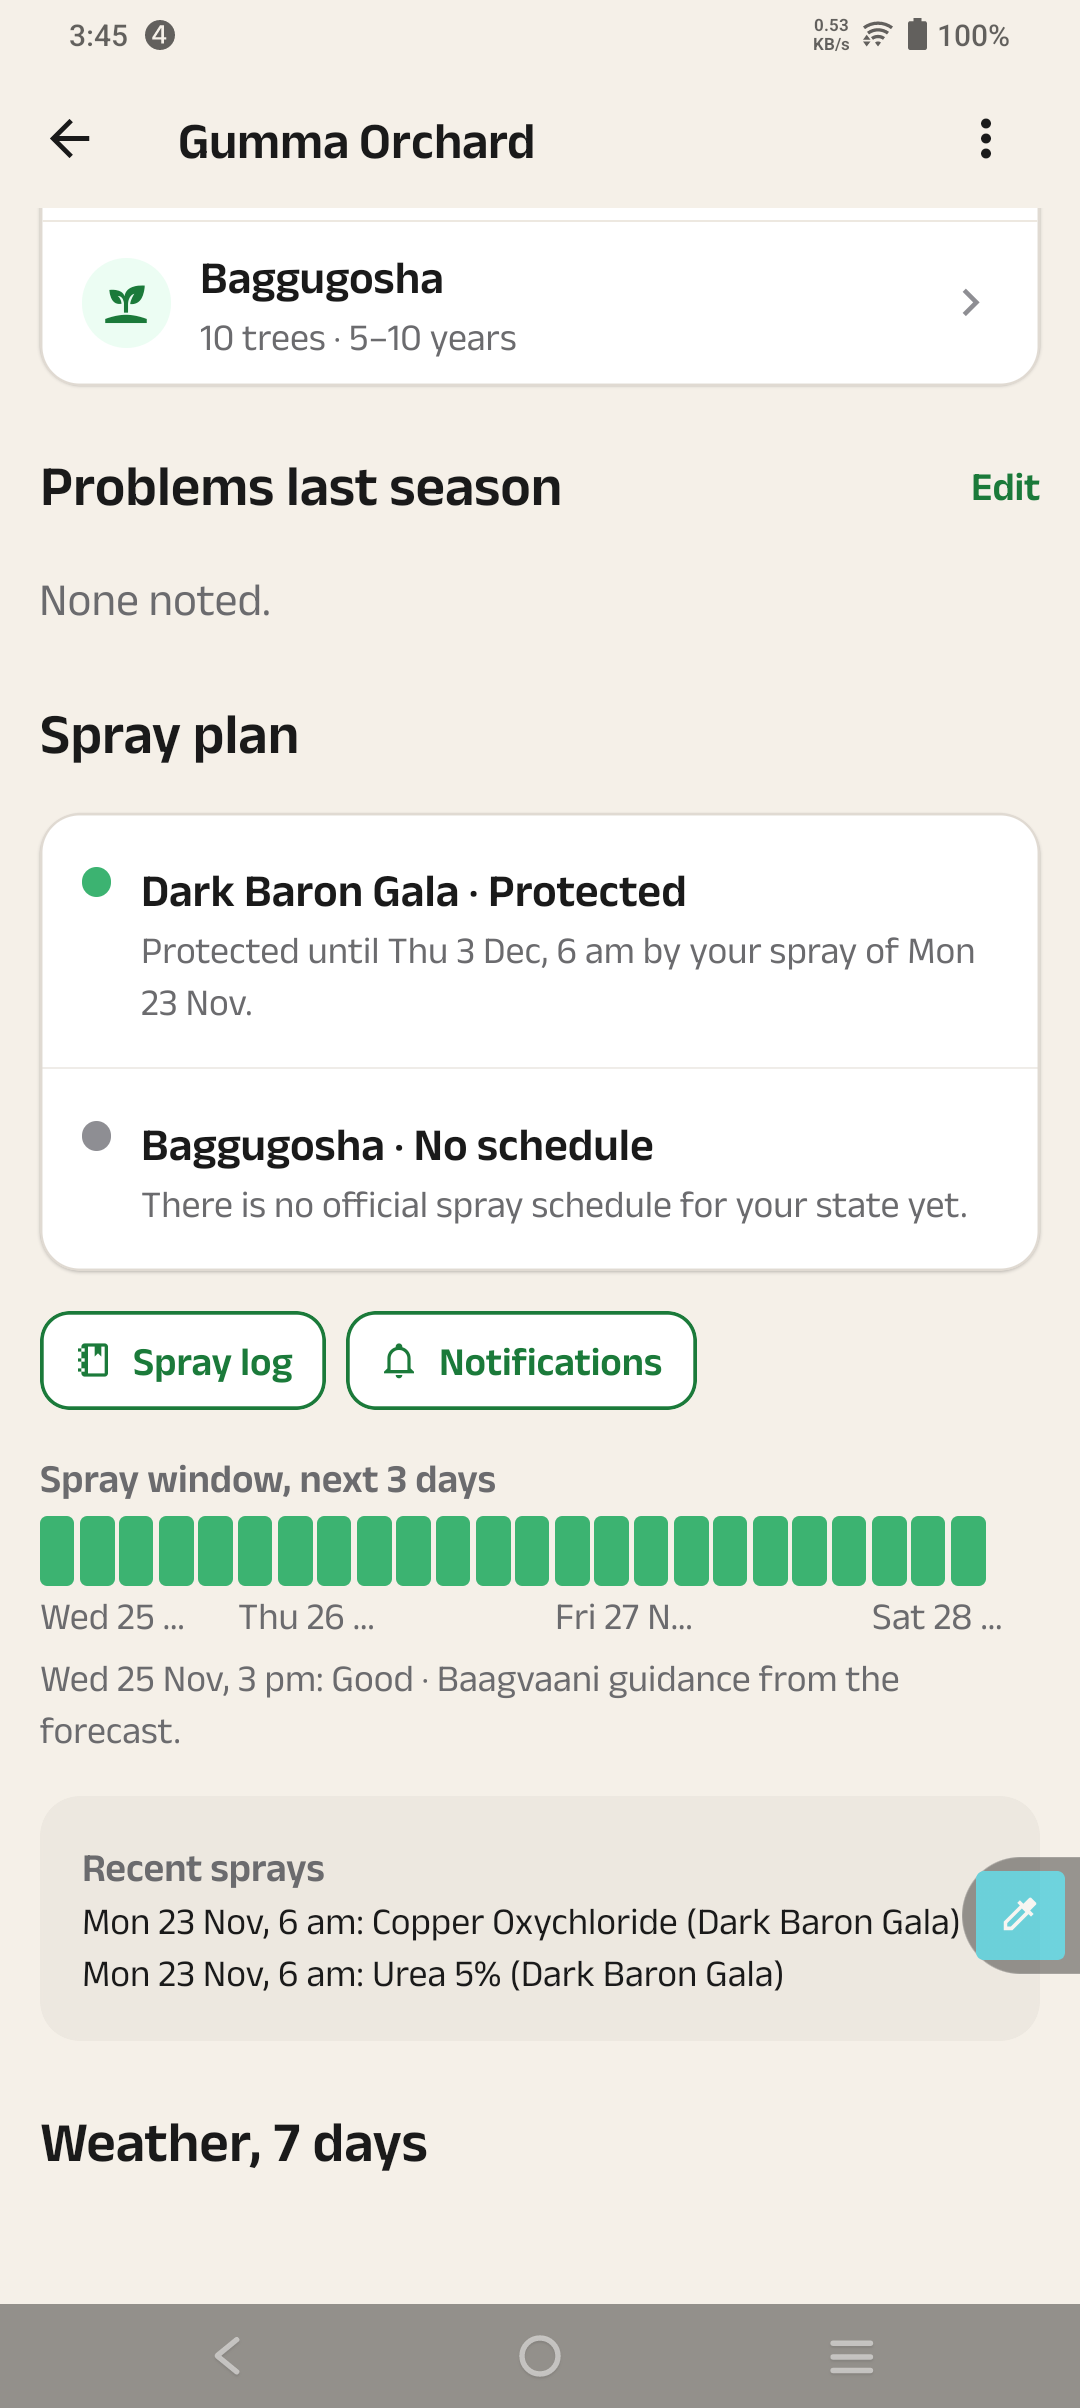 3:45 4 0.53 KB/s 100%
Gumma Orchard
Baggugosha
10 trees · 5–10 years
Problems last season Edit
None noted.
Spray plan
Dark Baron Gala · Protected
Protected until Thu 3 Dec, 6 am by your spray of Mon
23 Nov.
Baggugosha · No schedule
There is no official spray schedule for your state yet.
Spray log Notifications
Spray window, next 3 days
Wed 25 ... Thu 26 ... Fri 27 N... Sat 28 ...
Wed 25 Nov, 3 pm: Good · Baagvaani guidance from the
forecast.
Recent sprays
Mon 23 Nov, 6 am: Copper Oxychloride (Dark Baron Gala)
Mon 23 Nov, 6 am: Urea 5% (Dark Baron Gala)
Weather, 7 days